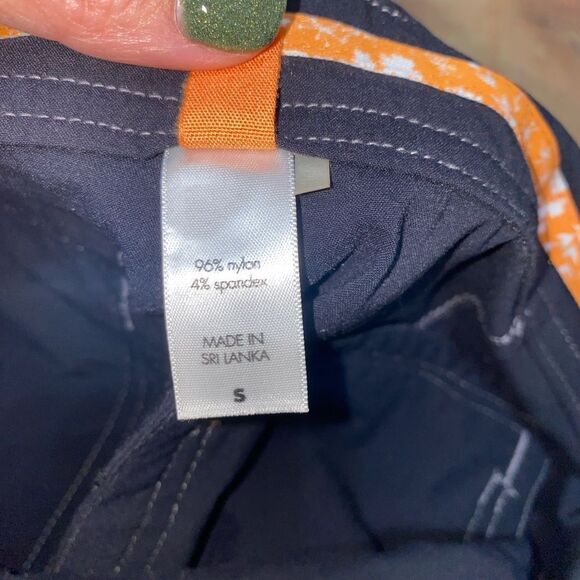 96% nylon
4% spandex
MADE IN
SRI LANKA
S